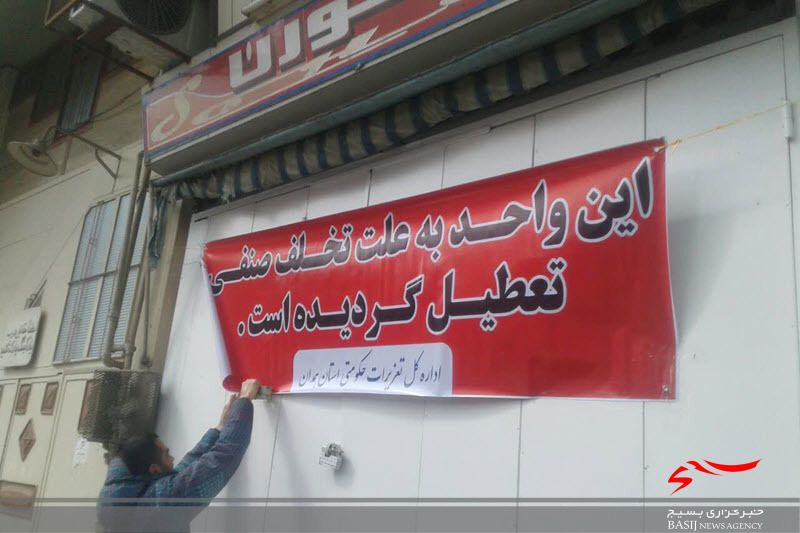 این واحد به علت تخلف صنفی
تعطیل گردیده است.
اداره کل تعزیرات حکومتی استان همدان
خبرگزاری بسیج
BASIJ NEWS AGENCY